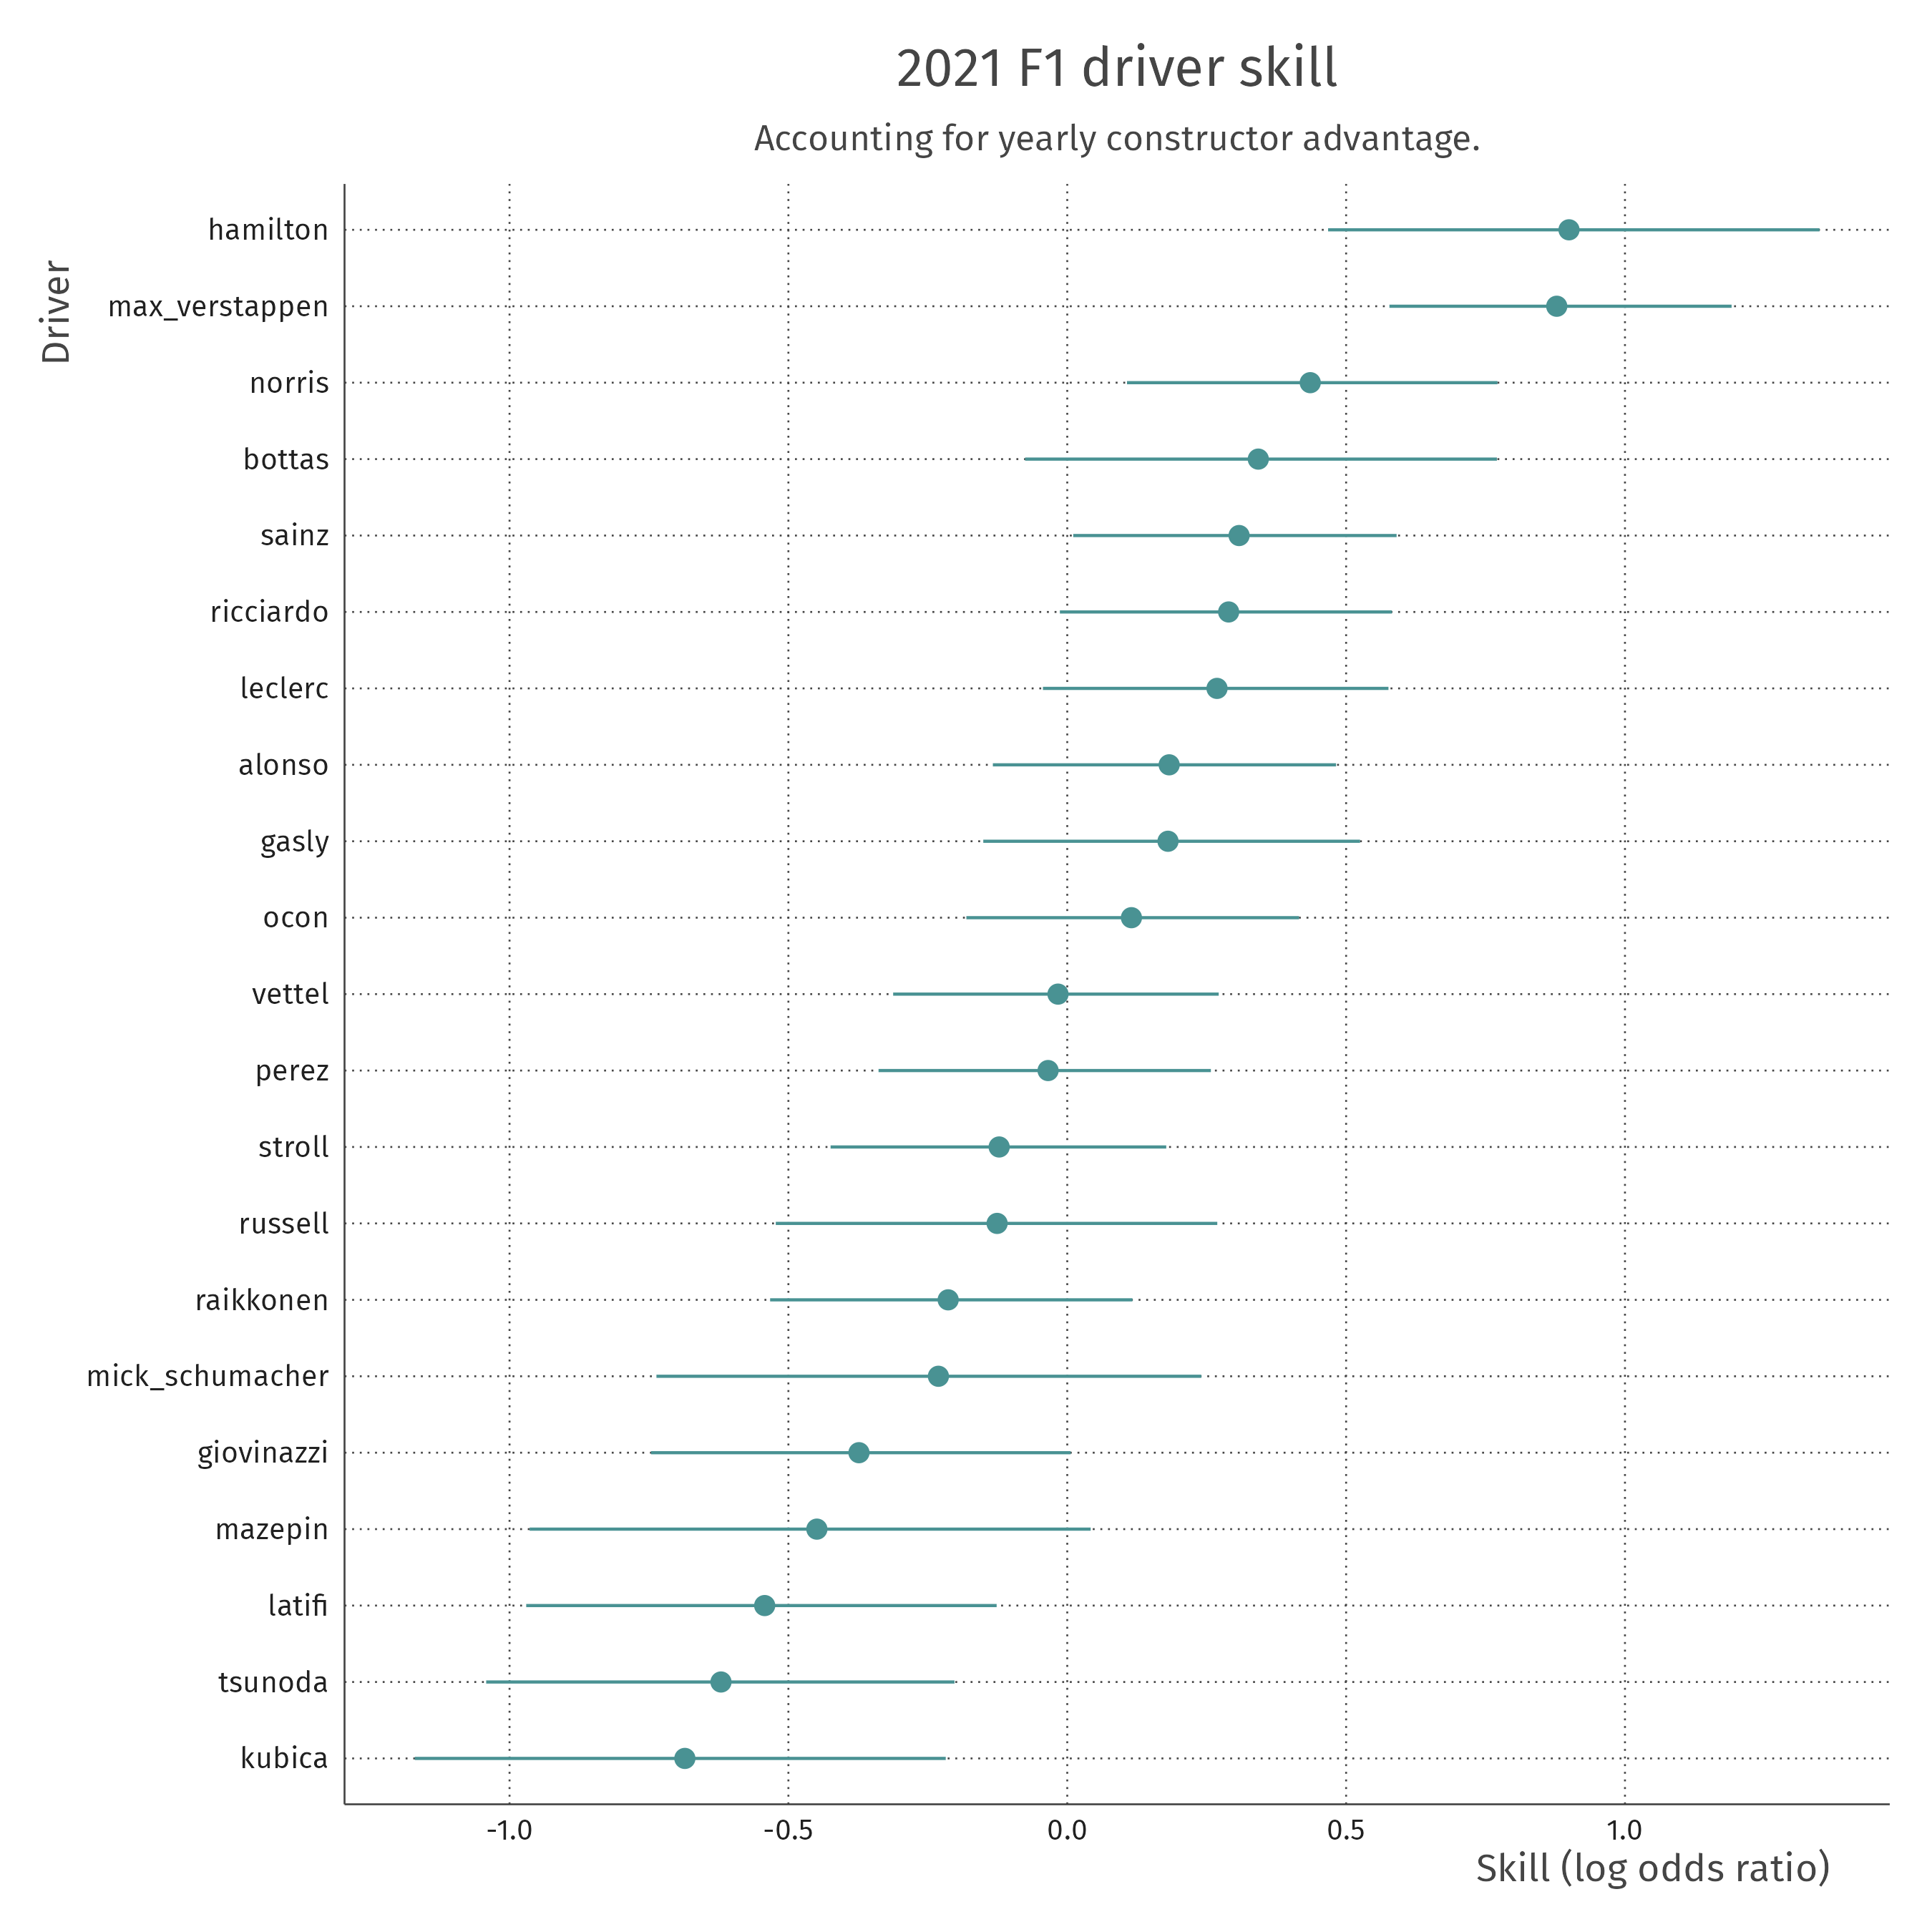 2021 F1 driver skill
Accounting for yearly constructor advantage.
Driver
hamilton
max_verstappen
norris
bottas
sainz
ricciardo
leclerc
alonso
gasly
ocon
vettel
perez
stroll
russell
raikkonen
mick_schumacher
giovinazzi
mazepin
latifi
tsunoda
kubica
-1.0 -0.5 0.0 0.5 1.0
Skill (log odds ratio)